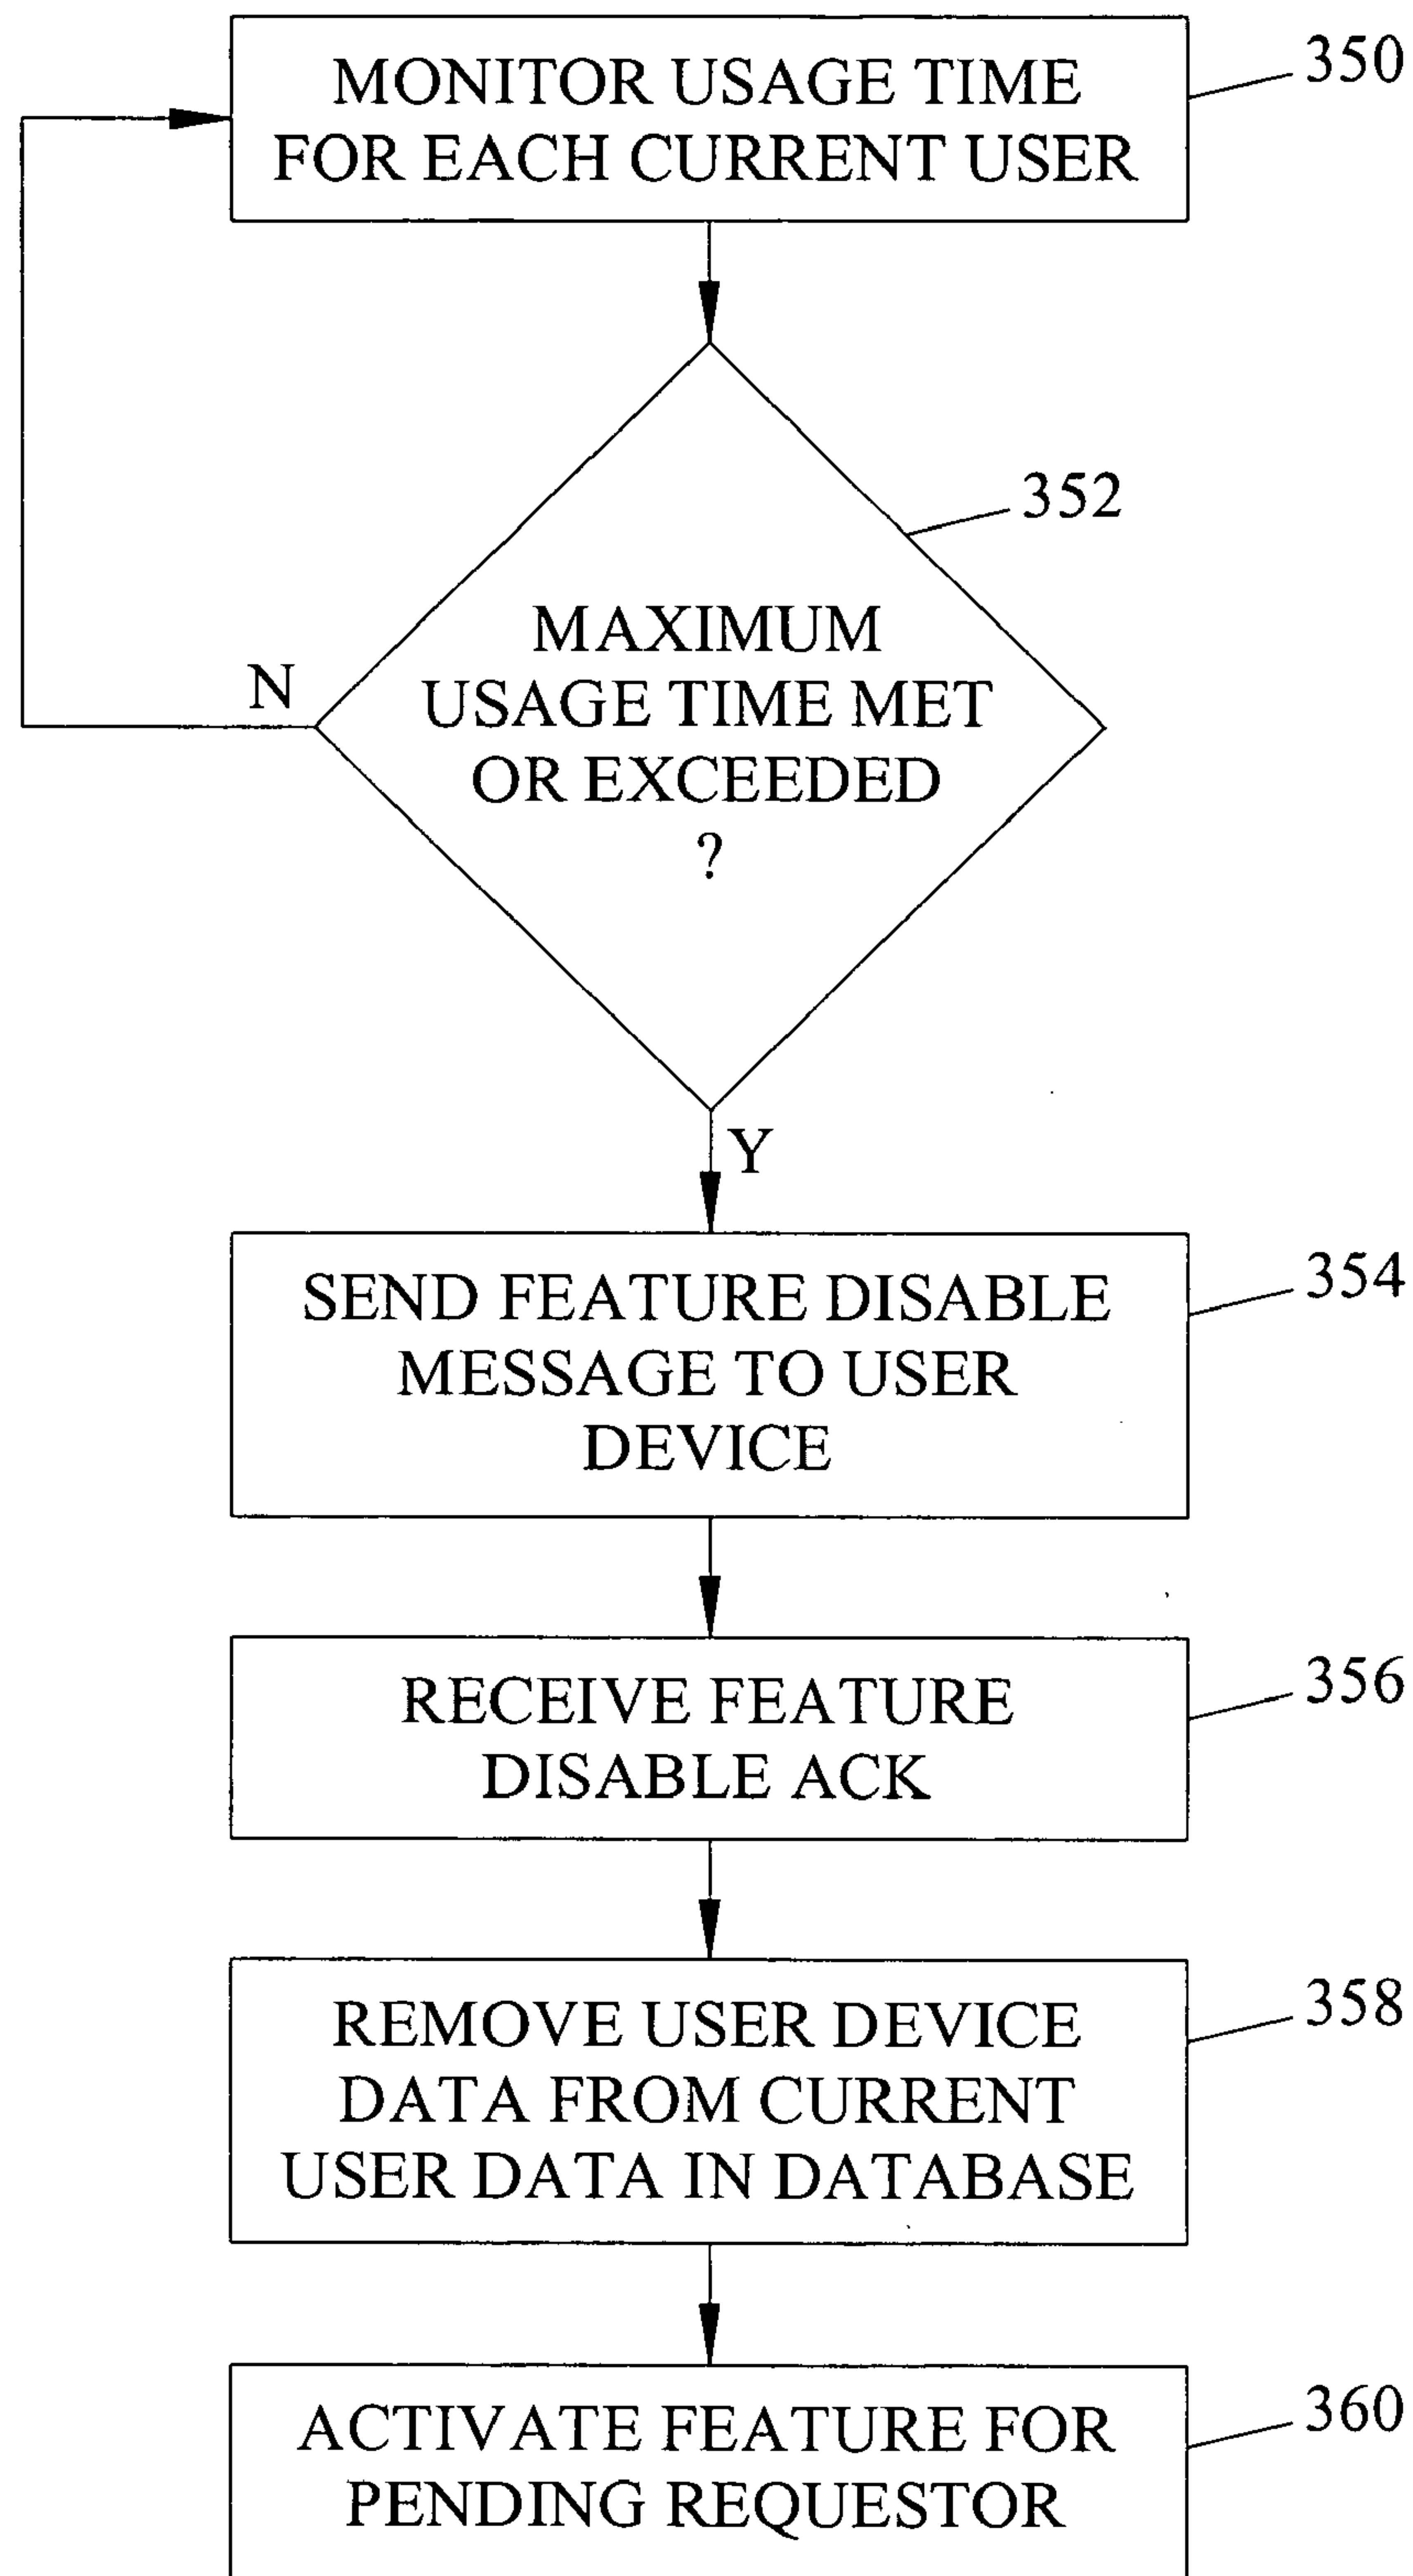 MONITOR USAGE TIME
FOR EACH CURRENT USER
350
352
MAXIMUM
USAGE TIME MET
OR EXCEEDED
?
N
Y
SEND FEATURE DISABLE
MESSAGE TO USER
DEVICE
354
RECEIVE FEATURE
DISABLE ACK
356
REMOVE USER DEVICE
DATA FROM CURRENT
USER DATA IN DATABASE
358
ACTIVATE FEATURE FOR
PENDING REQUESTOR
360